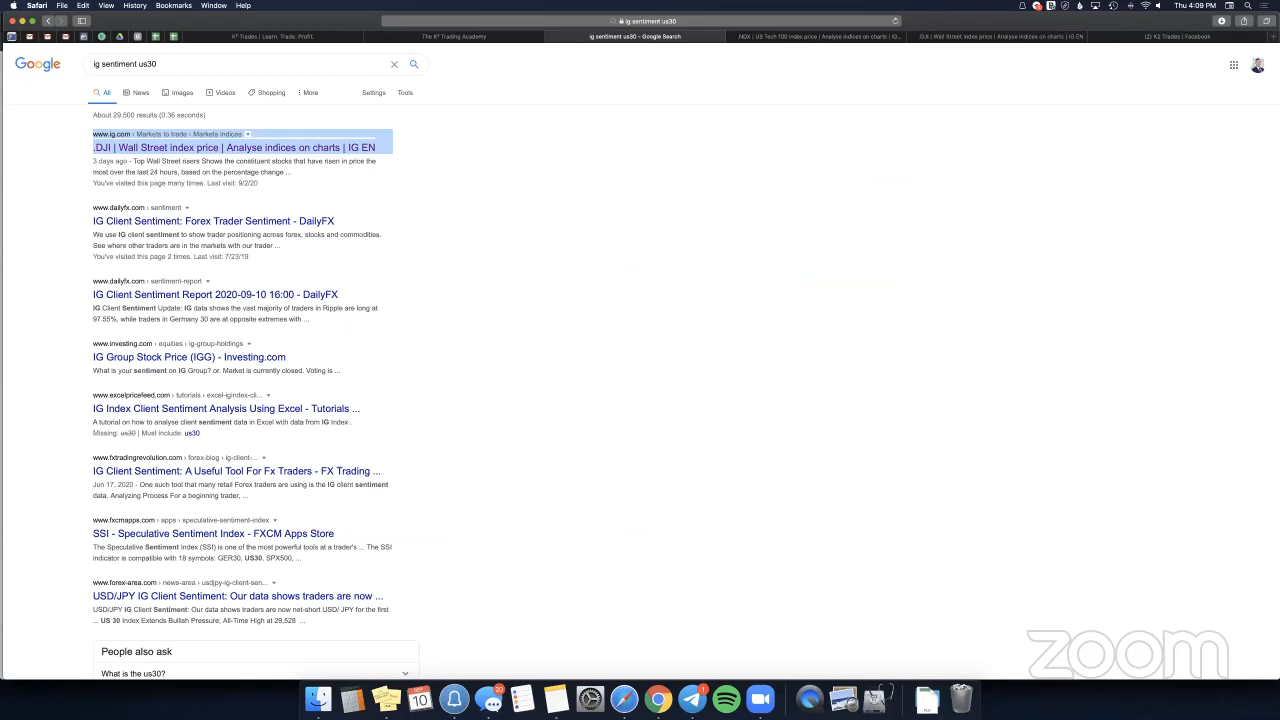 Safari File Edit View History Bookmarks Window Help
Thu 4:09 PM
ig sentiment us30
K² Trades | Learn. Trade. Profit.
The K² Trading Academy
ig sentiment us30 - Google Search
.NDX | US Tech 100 index price | Analyse indices on charts | IG...
.DJI | Wall Street index price | Analyse indices on charts | IG EN
(2) K2 Trades | Facebook
Google
ig sentiment us30
All News Images Videos Shopping More Settings Tools
About 29,500 results (0.36 seconds)
www.ig.com › Markets to trade › Markets indices
.DJI | Wall Street index price | Analyse indices on charts | IG EN
3 days ago - Top Wall Street risers Shows the constituent stocks that have risen in price the
most over the last 24 hours, based on the percentage change ...
You've visited this page many times. Last visit: 9/2/20
www.dailyfx.com › sentiment
IG Client Sentiment: Forex Trader Sentiment - DailyFX
We use IG client sentiment to show trader positioning across forex, stocks and commodities.
See where other traders are in the markets with our trader ...
You've visited this page 2 times. Last visit: 7/23/19
www.dailyfx.com › sentiment-report
IG Client Sentiment Report 2020-09-10 16:00 - DailyFX
IG Client Sentiment Update: IG data shows the vast majority of traders in Ripple are long at
97.55%, while traders in Germany 30 are at opposite extremes with ...
www.investing.com › equities › ig-group-holdings
IG Group Stock Price (IGG) - Investing.com
What is your sentiment on IG Group? or. Market is currently closed. Voting is ...
www.excelpricefeed.com › tutorials › excel-igindex-cli...
IG Index Client Sentiment Analysis Using Excel - Tutorials ...
A tutorial on how to analyse client sentiment data in Excel with data from IG Index .
Missing: us30 | Must include: us30
www.fxtradingrevolution.com › forex-blog › ig-client-...
IG Client Sentiment: A Useful Tool For Fx Traders - FX Trading ...
Jun 17, 2020 - One such tool that many retail Forex traders are using is the IG client sentiment
data. Analyzing Process For a beginning trader, ...
www.fxcmapps.com › apps › speculative-sentiment-index
SSI - Speculative Sentiment Index - FXCM Apps Store
The Speculative Sentiment Index (SSI) is one of the most powerful tools at a trader's ... The SSI
indicator is compatible with 18 symbols: GER30, US30, SPX500, ...
www.forex-area.com › news-area › usdjpy-ig-client-sen...
USD/JPY IG Client Sentiment: Our data shows traders are now ...
USD/JPY IG Client Sentiment: Our data shows traders are now net-short USD/ JPY for the first
... US 30 Index Extends Bullish Pressure; All-Time High at 29,528 ...
People also ask
What is the us30?
zoom
20
10
1